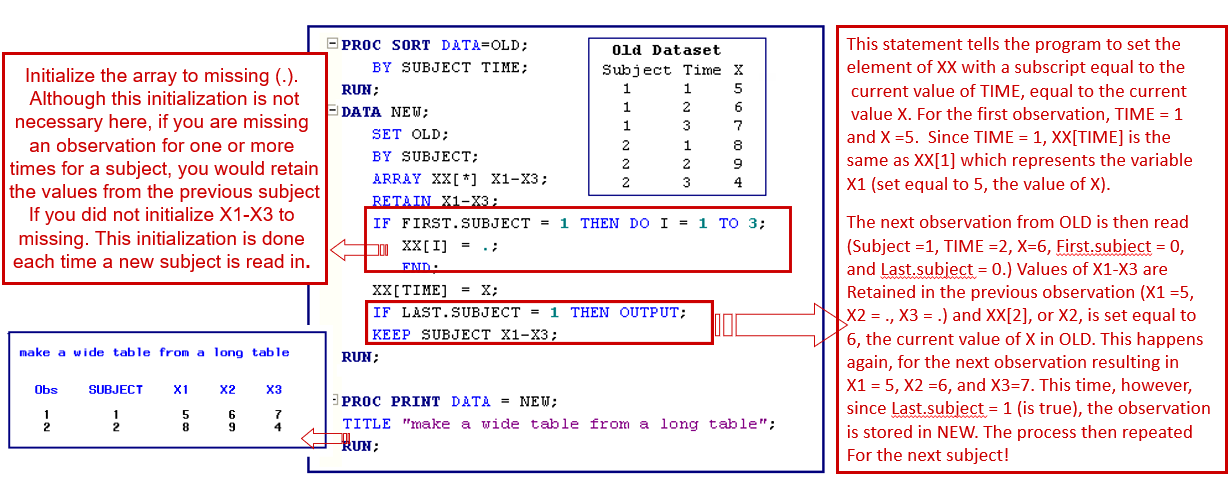 Initialize the array to missing (.).
Although this initialization is not
necessary here, if you are missing
an observation for one or more
times for a subject, you would retain
the values from the previous subject
If you did not initialize X1-X3 to
missing. This initialization is done
each time a new subject is read in.
PROC SORT DATA=OLD;
BY SUBJECT TIME;
RUN;
DATA NEW;
SET OLD;
BY SUBJECT;
ARRAY XX[*] X1-X3;
RETAIN X1-X3;
IF FIRST.SUBJECT = 1 THEN DO I = 1 TO 3;
XX[I] = .;
END;
XX[TIME] = X;
IF LAST.SUBJECT = 1 THEN OUTPUT;
KEEP SUBJECT X1-X3;
RUN;
PROC PRINT DATA = NEW;
TITLE "make a wide table from a long table";
RUN;
Old Dataset
Subject Time X
1 1 5
1 2 6
1 3 7
2 1 8
2 2 9
2 3 4
This statement tells the program to set the
element of XX with a subscript equal to the
current value of TIME, equal to the current
value X. For the first observation, TIME = 1
and X =5. Since TIME = 1, XX[TIME] is the
same as XX[1] which represents the variable
X1 (set equal to 5, the value of X).
The next observation from OLD is then read
(Subject =1, TIME =2, X=6, First.subject = 0,
and Last.subject = 0.) Values of X1-X3 are
Retained in the previous observation (X1 =5,
X2 = ., X3 = .) and XX[2], or X2, is set equal to
6, the current value of X in OLD. This happens
again, for the next observation resulting in
X1 = 5, X2 =6, and X3=7. This time, however,
since Last.subject = 1 (is true), the observation
is stored in NEW. The process then repeated
For the next subject!
make a wide table from a long table
Obs SUBJECT X1 X2 X3
1 1 5 6 7
2 2 8 9 4